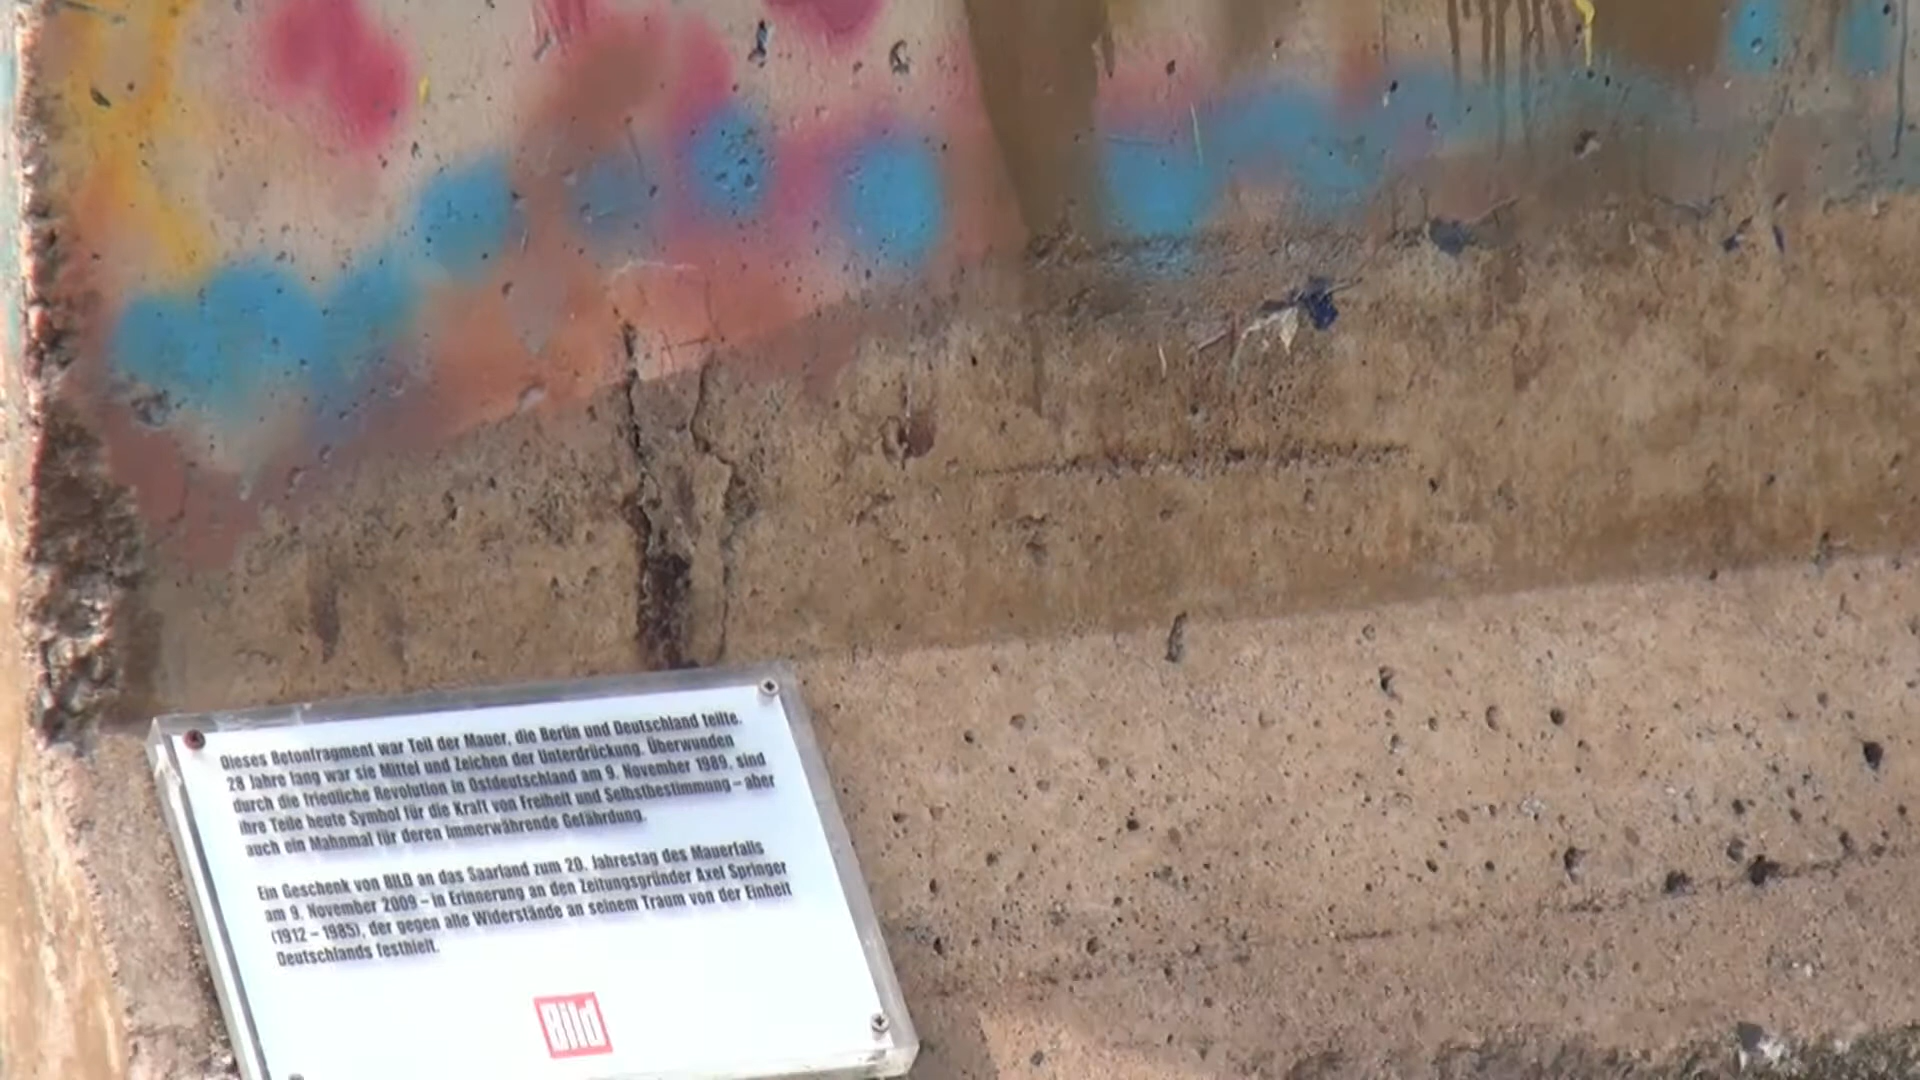 Dieses Betonfragment war Teil der Mauer, die Berlin und Deutschland teilte.
28 Jahre lang war sie Mittel und Zeichen der Unterdrückung. Überwunden
durch die friedliche Revolution in Ostdeutschland am 9. November 1989, sind
ihre Teile heute Symbol für die Kraft von Freiheit und Selbstbestimmung – aber
auch ein Mahnmal für deren immerwährende Gefährdung.
Ein Geschenk von BILD an das Saarland zum 20. Jahrestag des Mauerfalls
am 9. November 2009 – in Erinnerung an den Zeitungsgründer Axel Springer
(1912 – 1985), der gegen alle Widerstände an seinem Traum von der Einheit
Deutschlands festhielt.
Bild